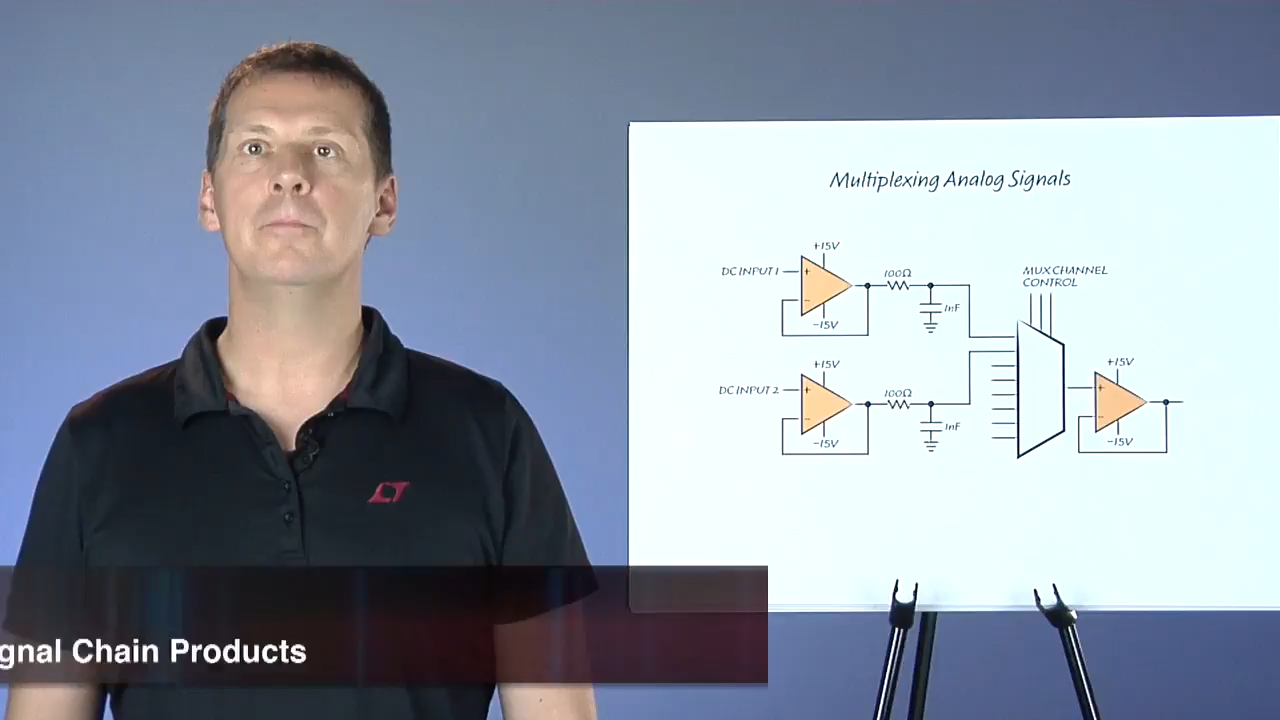 Multiplexing Analog Signals
+15V
DC INPUT 1
+
100Ω
−
1nF
−15V
MUX CHANNEL
CONTROL
+15V
DC INPUT 2
+
100Ω
−
1nF
−15V
+15V
+
−
−15V
LT
gnal Chain Products